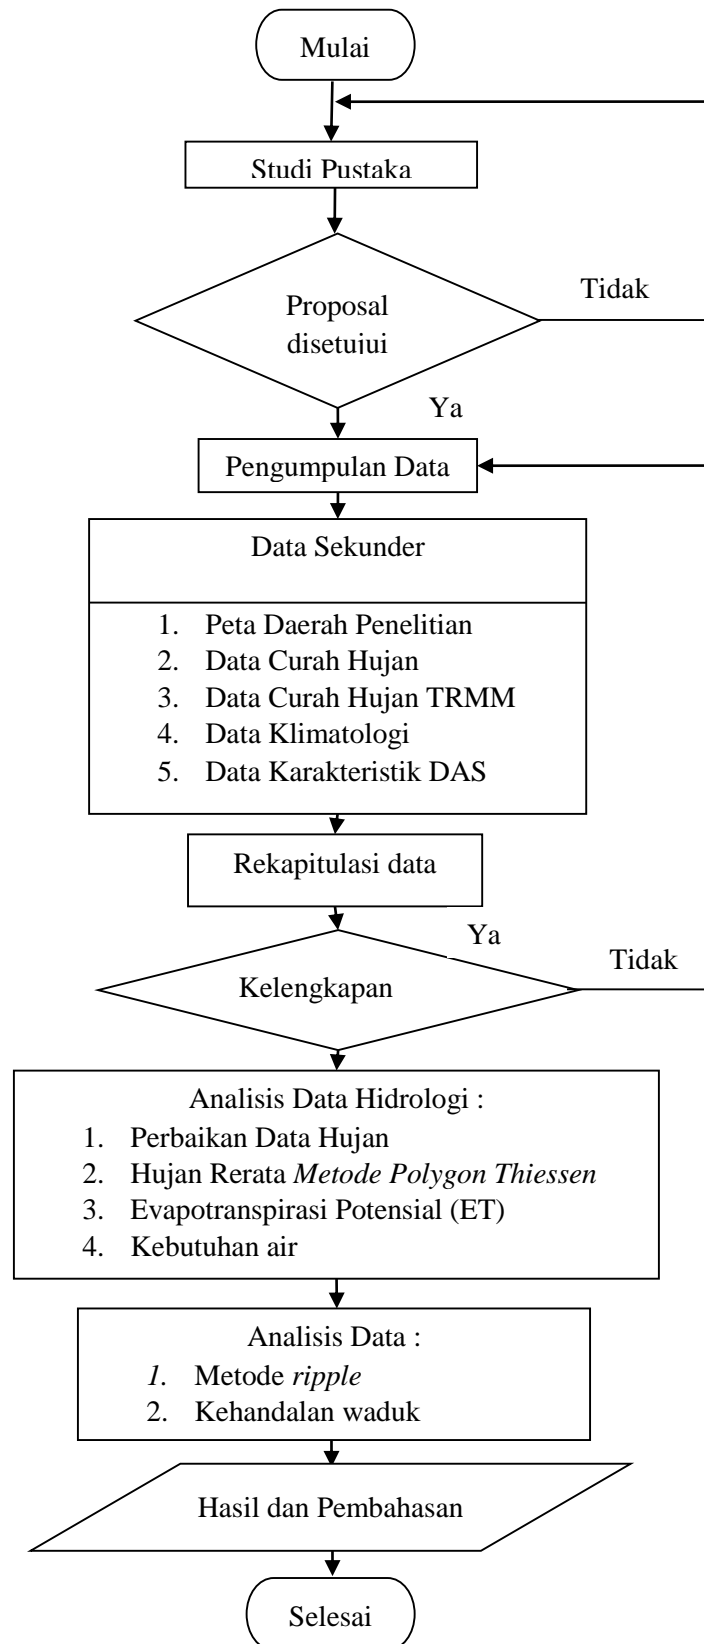 Mulai
Studi Pustaka
Proposal
disetujui
Tidak
Ya
Pengumpulan Data
Data Sekunder
1. Peta Daerah Penelitian
2. Data Curah Hujan
3. Data Curah Hujan TRMM
4. Data Klimatologi
5. Data Karakteristik DAS
Rekapitulasi data
Ya
Tidak
Kelengkapan
Analisis Data Hidrologi :
1. Perbaikan Data Hujan
2. Hujan Rerata Metode Polygon Thiessen
3. Evapotranspirasi Potensial (ET)
4. Kebutuhan air
Analisis Data :
1. Metode ripple
2. Kehandalan waduk
Hasil dan Pembahasan
Selesai